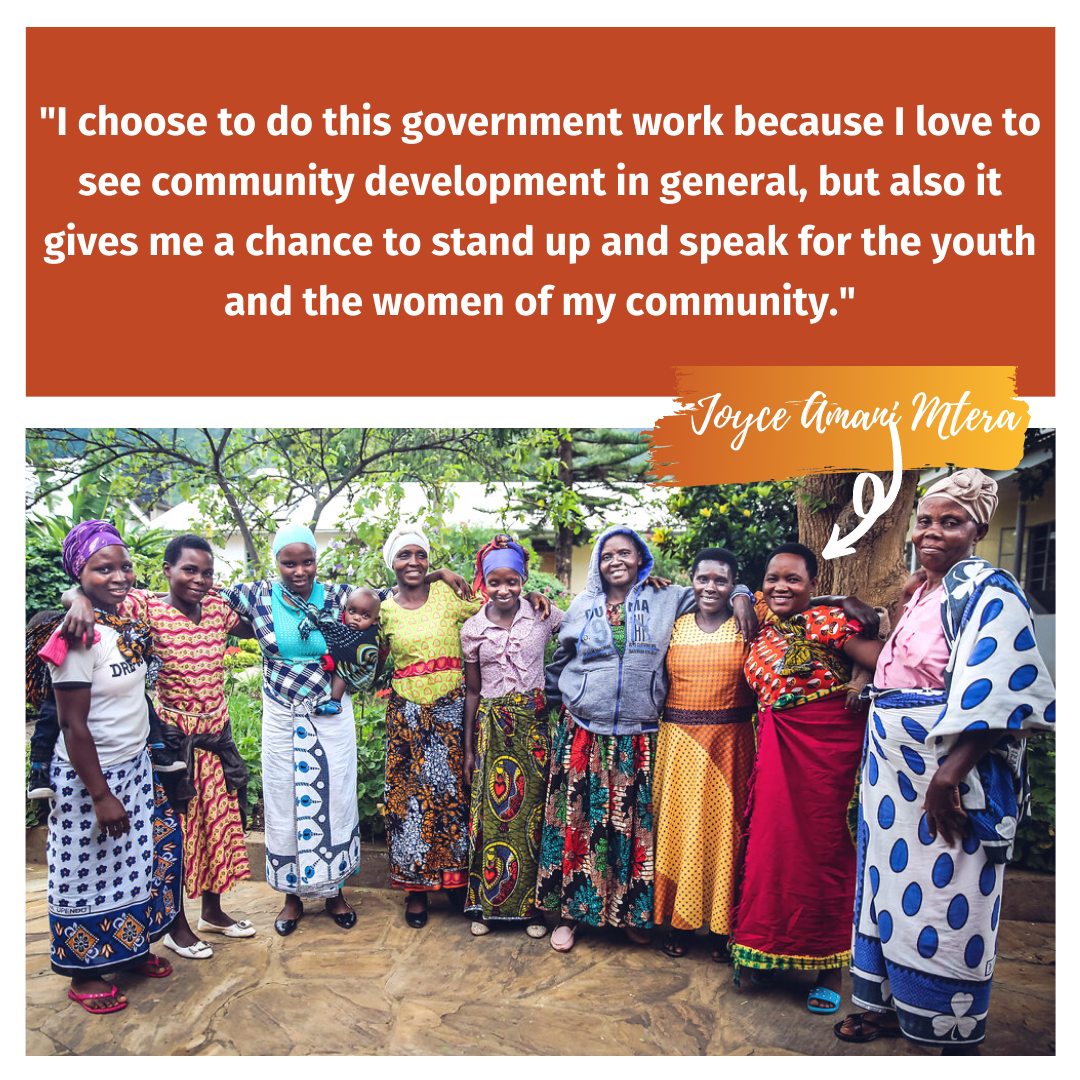 "I choose to do this government work because I love to
see community development in general, but also it
gives me a chance to stand up and speak for the youth
and the women of my community."
Joyce Amani Mtera
UPENDO